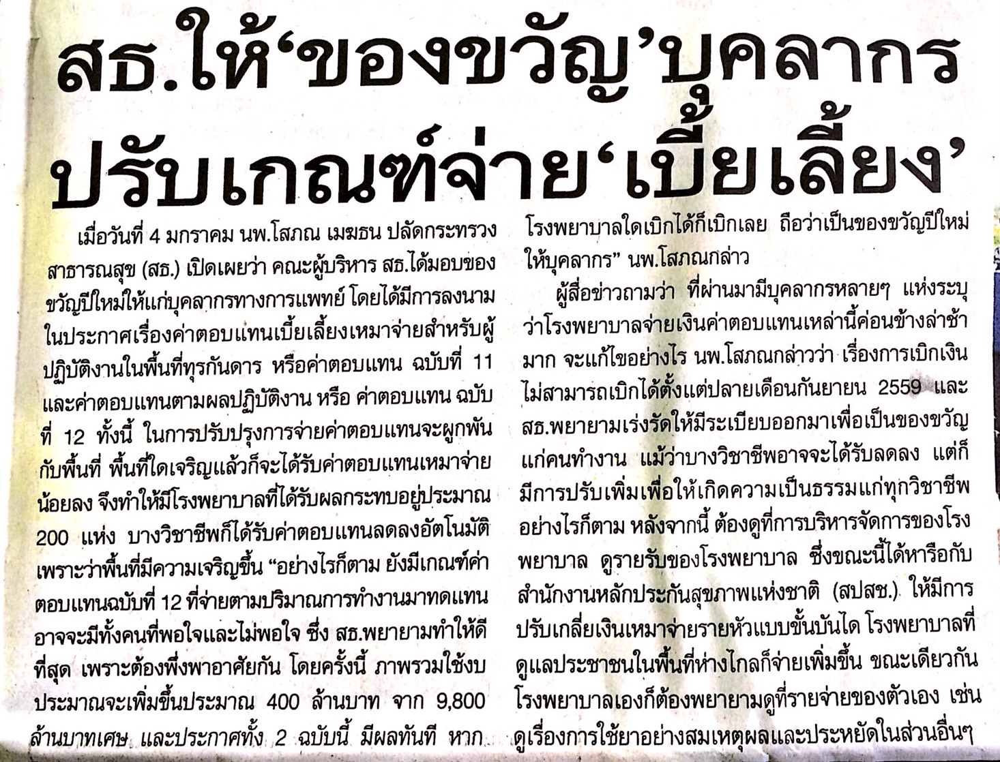 สธ.ให้‘ของขวัญ’บุคลากร
ปรับเกณฑ์จ่าย‘เบี้ยเลี้ยง’
เมื่อวันที่ 4 มกราคม นพ.โสภณ เมฆธน ปลัดกระทรวง
สาธารณสุข (สธ.) เปิดเผยว่า คณะผู้บริหาร สธ.ได้มอบของ
ขวัญปีใหม่ให้แก่บุคลากรทางการแพทย์ โดยได้มีการลงนาม
ในประกาศเรื่องค่าตอบแทนเบี้ยเลี้ยงเหมาจ่ายสำหรับผู้
ปฏิบัติงานในพื้นที่ทุรกันดาร หรือค่าตอบแทน ฉบับที่ 11
และค่าตอบแทนตามผลปฏิบัติงาน หรือ ค่าตอบแทน ฉบับ
ที่ 12 ทั้งนี้ ในการปรับปรุงการจ่ายค่าตอบแทนจะผูกพัน
กับพื้นที่ พื้นที่ใดเจริญแล้วก็จะได้รับค่าตอบแทนเหมาจ่าย
น้อยลง จึงทำให้มีโรงพยาบาลที่ได้รับผลกระทบอยู่ประมาณ
200 แห่ง บางวิชาชีพก็ได้รับค่าตอบแทนลดลงอัตโนมัติ
เพราะว่าพื้นที่มีความเจริญขึ้น “อย่างไรก็ตาม ยังมีเกณฑ์ค่า
ตอบแทนฉบับที่ 12 ที่จ่ายตามปริมาณการทำงานมาทดแทน
อาจจะมีทั้งคนที่พอใจและไม่พอใจ ซึ่ง สธ.พยายามทำให้ดี
ที่สุด เพราะต้องพึ่งพาอาศัยกัน โดยครั้งนี้ ภาพรวมใช้งบ
ประมาณจะเพิ่มขึ้นประมาณ 400 ล้านบาท จาก 9,800
ล้านบาทเศษ และประกาศทั้ง 2 ฉบับนี้ มีผลทันที หาก
โรงพยาบาลใดเบิกได้ก็เบิกเลย ถือว่าเป็นของขวัญปีใหม่
ให้บุคลากร” นพ.โสภณกล่าว
ผู้สื่อข่าวถามว่า ที่ผ่านมามีบุคลากรหลายๆ แห่งระบุ
ว่าโรงพยาบาลจ่ายเงินค่าตอบแทนเหล่านี้ค่อนข้างล่าช้า
มาก จะแก้ไขอย่างไร นพ.โสภณกล่าวว่า เรื่องการเบิกเงิน
ไม่สามารถเบิกได้ตั้งแต่ปลายเดือนกันยายน 2559 และ
สธ.พยายามเร่งรัดให้มีระเบียบออกมาเพื่อเป็นของขวัญ
แก่คนทำงาน แม้ว่าบางวิชาชีพอาจจะได้รับลดลง แต่ก็
มีการปรับเพิ่มเพื่อให้เกิดความเป็นธรรมแก่ทุกวิชาชีพ
อย่างไรก็ตาม หลังจากนี้ ต้องดูที่การบริหารจัดการของโรง
พยาบาล ดูรายรับของโรงพยาบาล ซึ่งขณะนี้ได้หารือกับ
สำนักงานหลักประกันสุขภาพแห่งชาติ (สปสช.) ให้มีการ
ปรับเกลี่ยเงินเหมาจ่ายรายหัวแบบขั้นบันได โรงพยาบาลที่
ดูแลประชาชนในพื้นที่ห่างไกลก็จ่ายเพิ่มขึ้น ขณะเดียวกัน
โรงพยาบาลเองก็ต้องพยายามดูที่รายจ่ายของตัวเอง เช่น
ดูเรื่องการใช้ยาอย่างสมเหตุผลและประหยัดในส่วนอื่นๆ